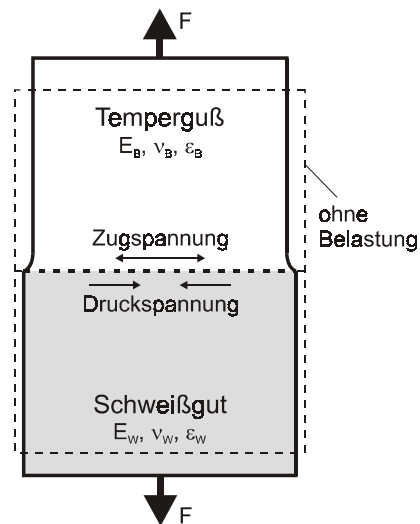 F
Temperguß
E_B, ν_B, ε_B
ohne
Belastung
Zugspannung
Druckspannung
Schweißgut
E_W, ν_W, ε_W
F